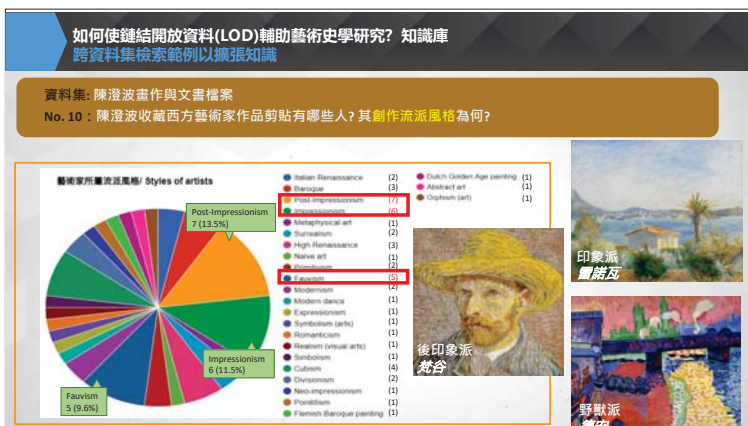 如何使鏈結開放資料(LOD)輔助藝術史學研究? 知識庫
跨資料集檢索範例以擴張知識
資料集: 陳澄波畫作與文書檔案
No. 10：陳澄波收藏西方藝術家作品剪貼有哪些人? 其創作流派風格為何?
藝術家所屬流派風格/ Styles of artists
Post-Impressionism
7 (13.5%)
Impressionism
6 (11.5%)
Fauvism
5 (9.6%)
Italian Renaissance (2)
Baroque (3)
Post-Impressionism (7)
Impressionism (6)
Metaphysical art (1)
Surrealism (2)
High Renaissance (3)
Naive art (1)
Primitivism (2)
Fauvism (5)
Modernism (2)
Modern dance (1)
Expressionism (1)
Symbolism (arts) (1)
Romanticism (1)
Realism (visual arts) (1)
Simbolism (1)
Cubism (4)
Divisionism (2)
Neo-impressionism (1)
Pointillism (1)
Flemish Baroque painting (1)
Dutch Golden Age painting (1)
Abstract art (1)
Orphism (art) (1)
後印象派
梵谷
印象派
雷諾瓦
野獸派